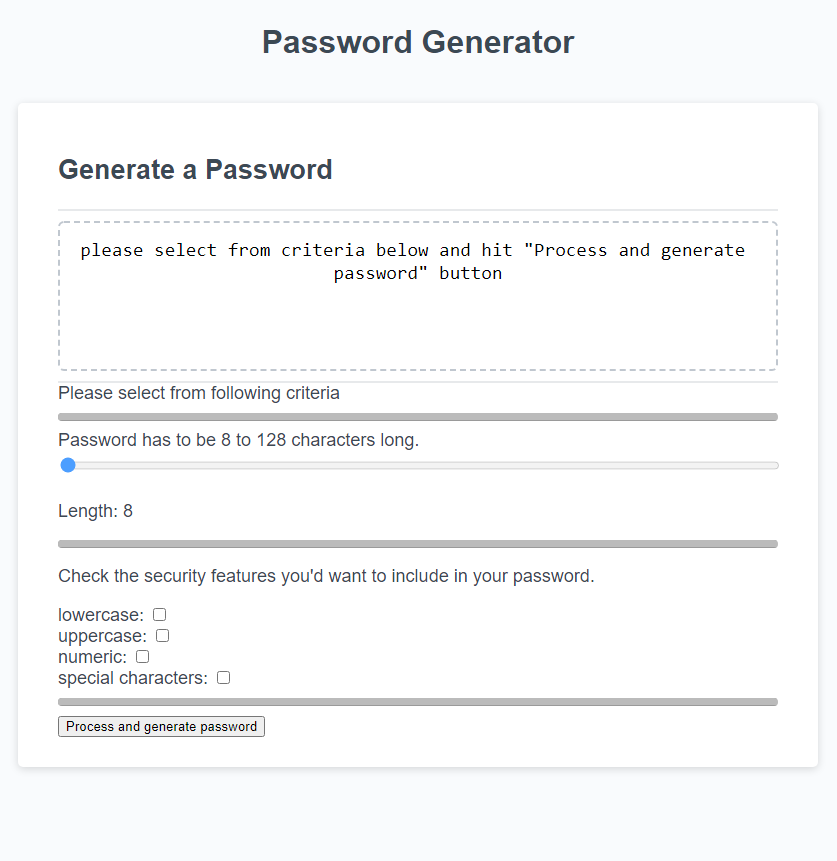 Password Generator
Generate a Password
please select from criteria below and hit "Process and generate
password" button
Please select from following criteria
Password has to be 8 to 128 characters long.
Length: 8
Check the security features you'd want to include in your password.
lowercase:
uppercase:
numeric:
special characters:
Process and generate password